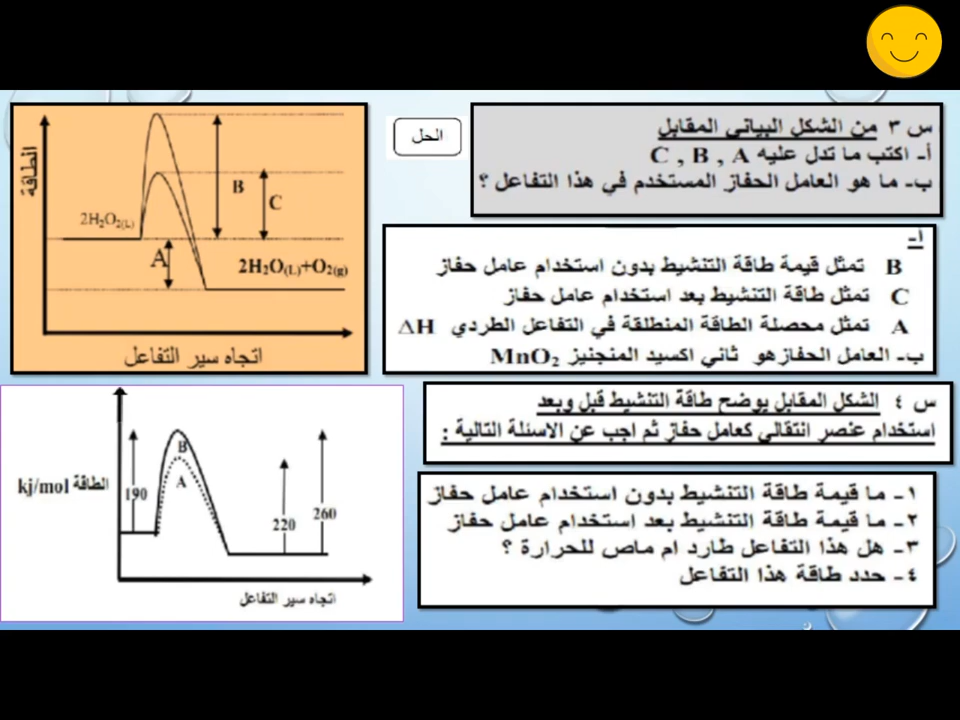 س ٣ من الشكل البياني المقابل
أ- اكتب ما تدل عليه C , B , A
ب- ما هو العامل الحفاز المستخدم في هذا التفاعل ؟
الحل
الطاقة
2H₂O₂(L)
A
B
C
2H₂O(L)+O₂(g)
اتجاه سير التفاعل
أ-
B تمثل قيمة طاقة التنشيط بدون استخدام عامل حفاز
C تمثل طاقة التنشيط بعد استخدام عامل حفاز
A تمثل محصلة الطاقة المنطلقة في التفاعل الطردي ΔH
ب- العامل الحفازهو ثاني اكسيد المنجنيز MnO₂
س ٤ الشكل المقابل يوضح طاقة التنشيط قبل وبعد
استخدام عنصر انتقالي كعامل حفاز ثم اجب عن الاسئلة التالية :
١- ما قيمة طاقة التنشيط بدون استخدام عامل حفاز
٢- ما قيمة طاقة التنشيط بعد استخدام عامل حفاز
٣- هل هذا التفاعل طارد ام ماص للحرارة ؟
٤- حدد طاقة هذا التفاعل
الطاقة kj/mol
190
B
A
220
260
اتجاه سير التفاعل